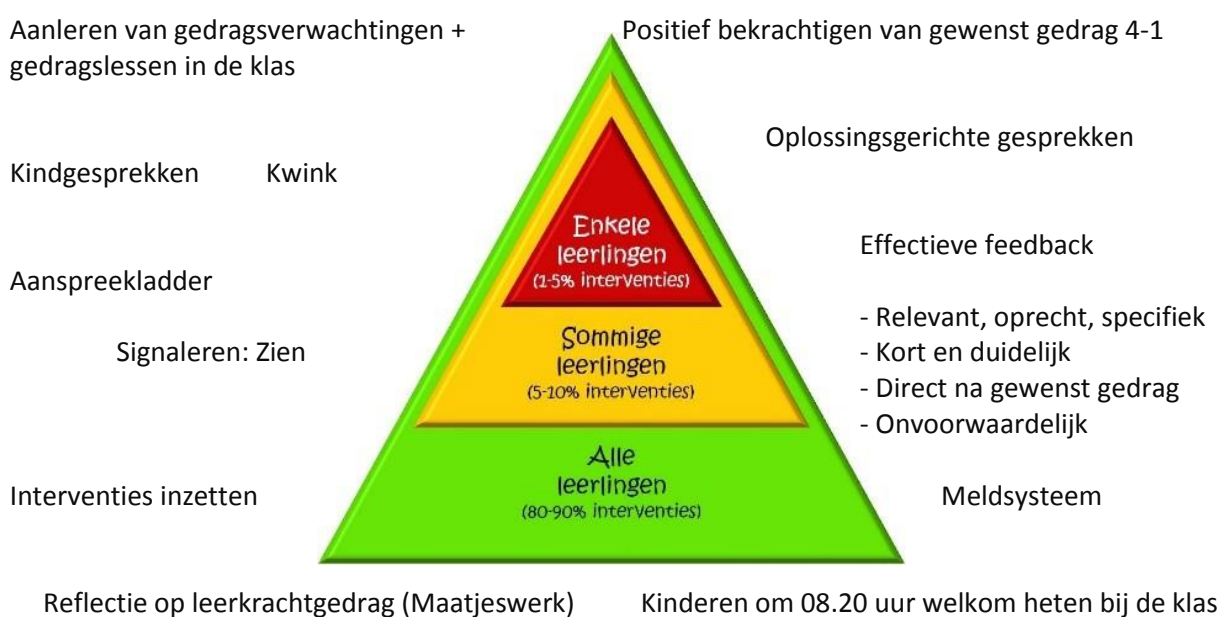 Aanleren van gedragsverwachtingen +
gedragslessen in de klas
Positief bekrachtigen van gewenst gedrag 4-1
Oplossingsgerichte gesprekken
Kindgesprekken Kwink
Enkele
leerlingen
(1-5% interventies)
Effectieve feedback
Aanspreekladder
- Relevant, oprecht, specifiek
- Kort en duidelijk
- Direct na gewenst gedrag
- Onvoorwaardelijk
Signaleren: Zien
Sommige
leerlingen
(5-10% interventies)
Alle
leerlingen
(80-90% interventies)
Interventies inzetten
Meldsysteem
Reflectie op leerkrachtgedrag (Maatjeswerk)
Kinderen om 08.20 uur welkom heten bij de klas